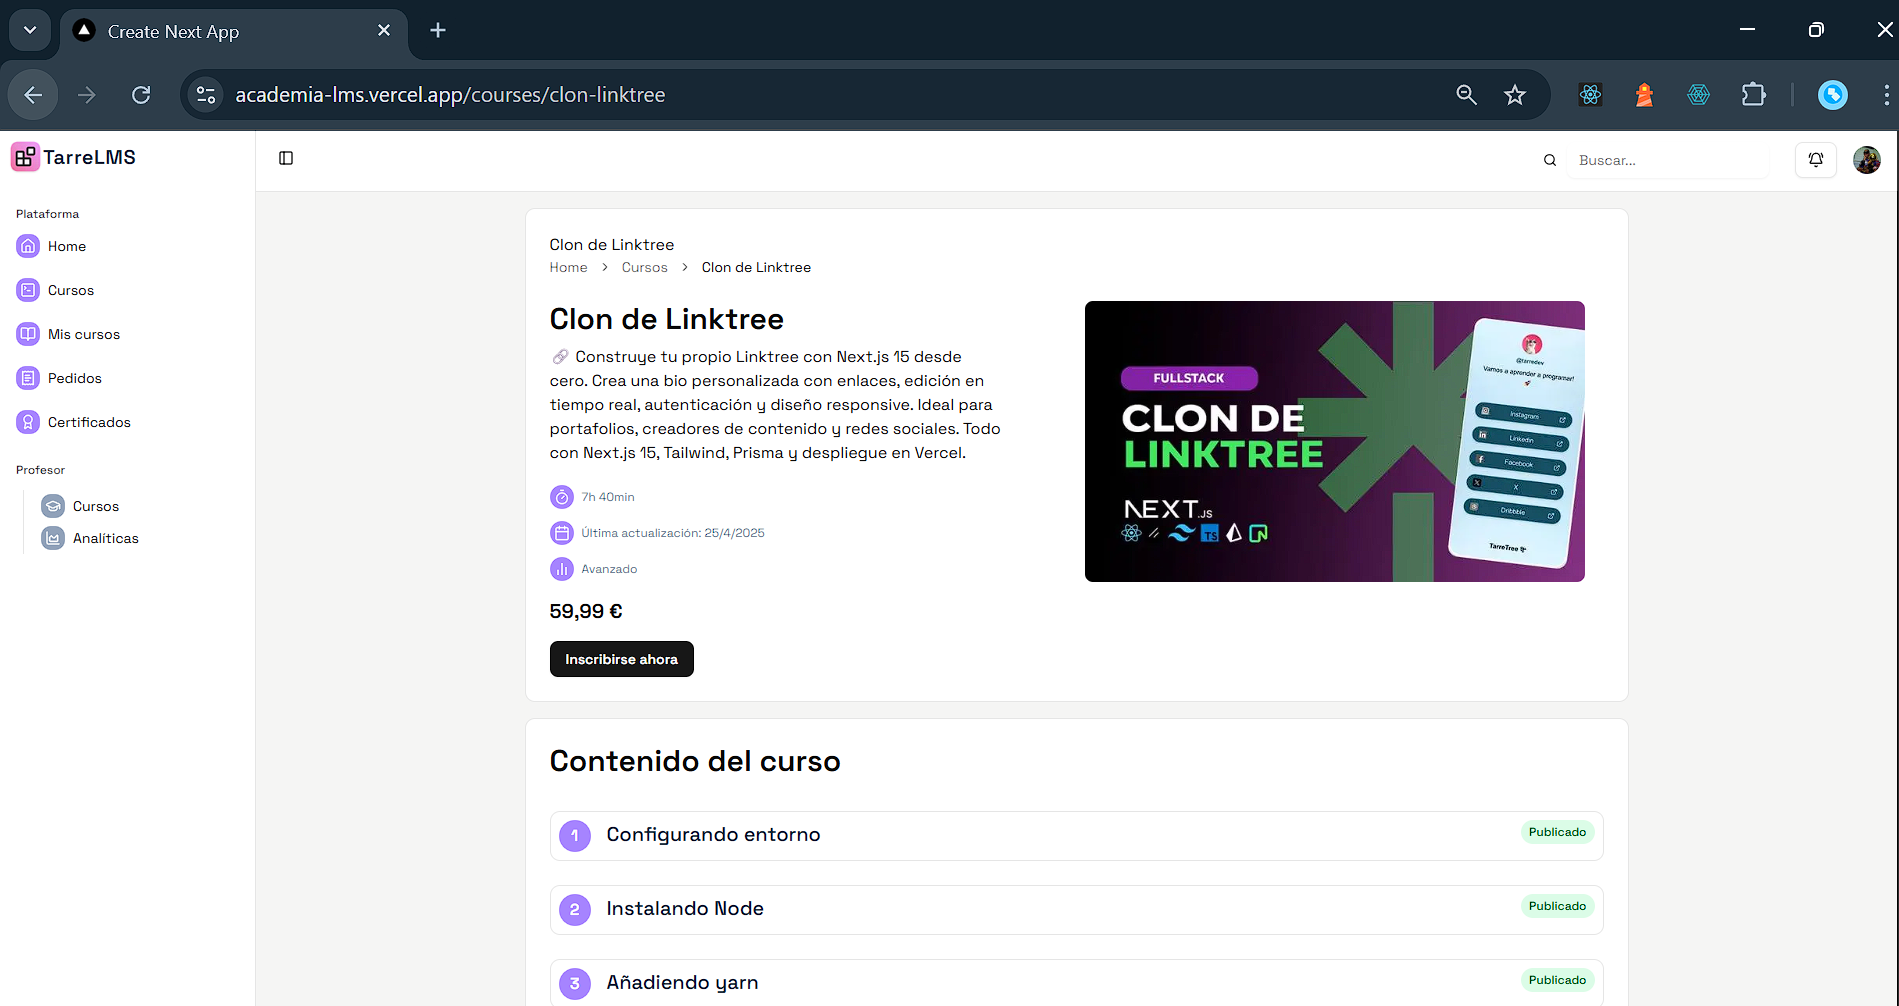 Create Next App
academia-lms.vercel.app/courses/clon-linktree
TarreLMS
Buscar...
Plataforma
Home
Cursos
Mis cursos
Pedidos
Certificados
Profesor
Cursos
Analíticas
Clon de Linktree
Home > Cursos > Clon de Linktree
Clon de Linktree
🔗 Construye tu propio Linktree con Next.js 15 desde
cero. Crea una bio personalizada con enlaces, edición en
tiempo real, autenticación y diseño responsive. Ideal para
portafolios, creadores de contenido y redes sociales. Todo
con Next.js 15, Tailwind, Prisma y despliegue en Vercel.
7h 40min
Última actualización: 25/4/2025
Avanzado
59,99 €
Inscribirse ahora
FULLSTACK
CLON DE
LINKTREE
NEXT.JS
TS
@tarredev
Vamos a aprender a programar!
Instagram
Linkedin
Facebook
X
Dribbble
TarreTree
Contenido del curso
1 Configurando entorno Publicado
2 Instalando Node Publicado
3 Añadiendo yarn Publicado